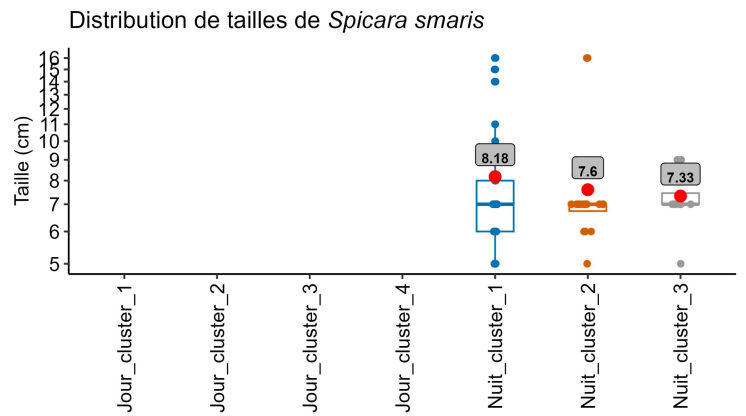 Distribution de tailles de Spicara smaris
Taille (cm)
16
15
14
13
12
11
10
9
8
7
6
5
8.18
7.6
7.33
Jour_cluster_1
Jour_cluster_2
Jour_cluster_3
Jour_cluster_4
Nuit_cluster_1
Nuit_cluster_2
Nuit_cluster_3